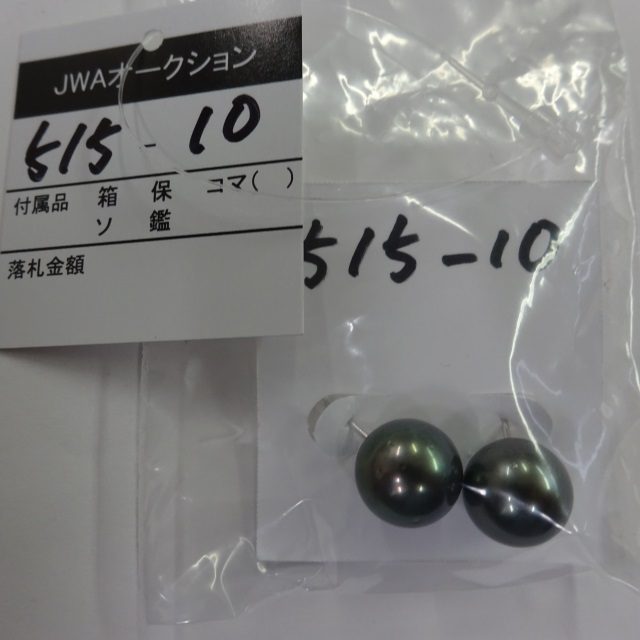 JWAオークション
515-10
付属品 箱 保 コマ( )
ソ 鑑
落札金額
515-10